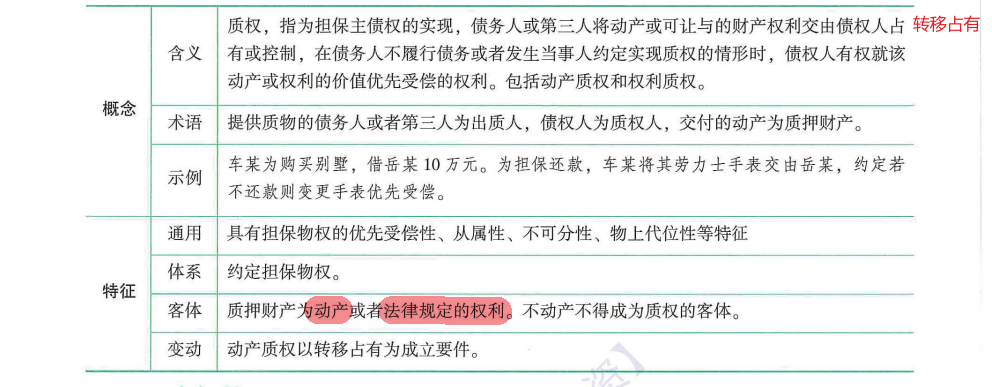 质权，指为担保主债权的实现，债务人或第三人将动产或可让与的财产权利交由债权人占
转移占有
含义
有或控制，在债务人不履行债务或者发生当事人约定实现质权的情形时，债权人有权就该
动产或权利的价值优先受偿的权利。包括动产质权和权利质权。
概念
术语 提供质物的债务人或者第三人为出质人，债权人为质权人，交付的动产为质押财产。
示例
车某为购买别墅，借岳某 10 万元。为担保还款，车某将其劳力士手表交由岳某，约定若
不还款则变更手表优先受偿。
特征
通用 具有担保物权的优先受偿性、从属性、不可分性、物上代位性等特征
体系 约定担保物权。
客体 质押财产为动产或者法律规定的权利。不动产不得成为质权的客体。
变动 动产质权以转移占有为成立要件。